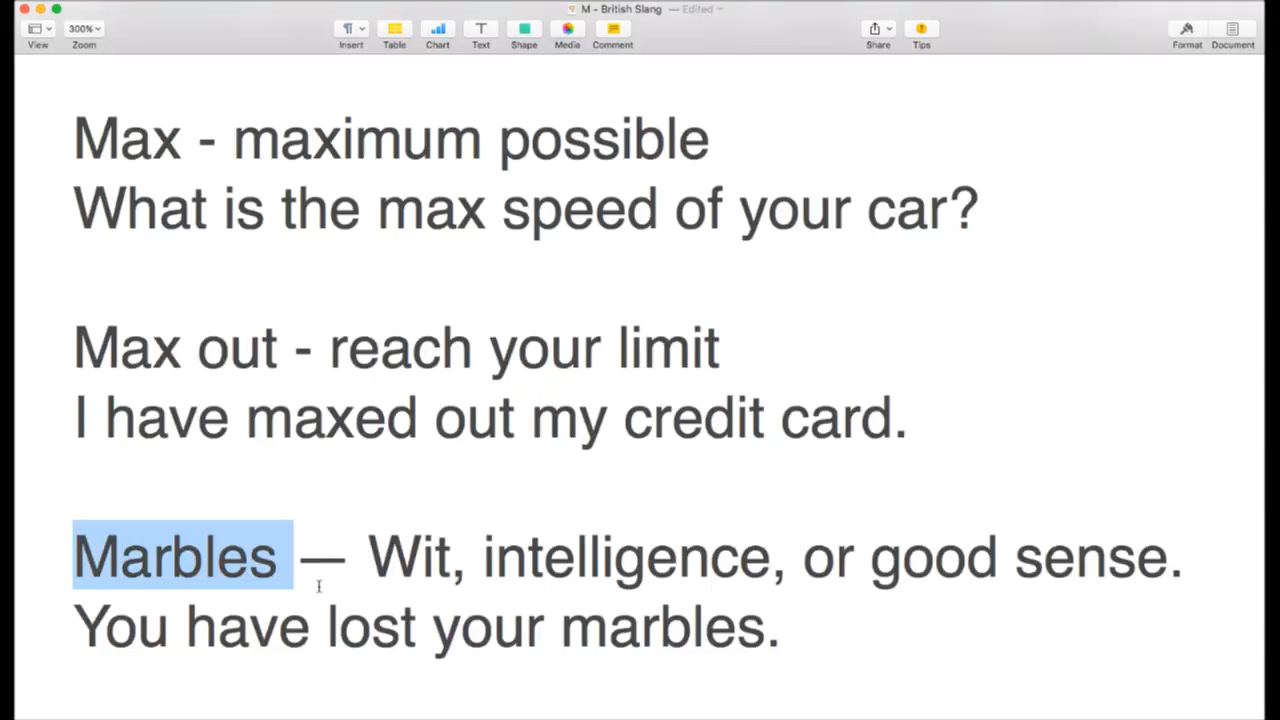 M - British Slang — Edited
300%
View
Zoom
Insert
Table
Chart
Text
Shape
Media
Comment
Share
Tips
Format
Document
Max - maximum possible
What is the max speed of your car?
Max out - reach your limit
I have maxed out my credit card.
Marbles — Wit, intelligence, or good sense.
You have lost your marbles.